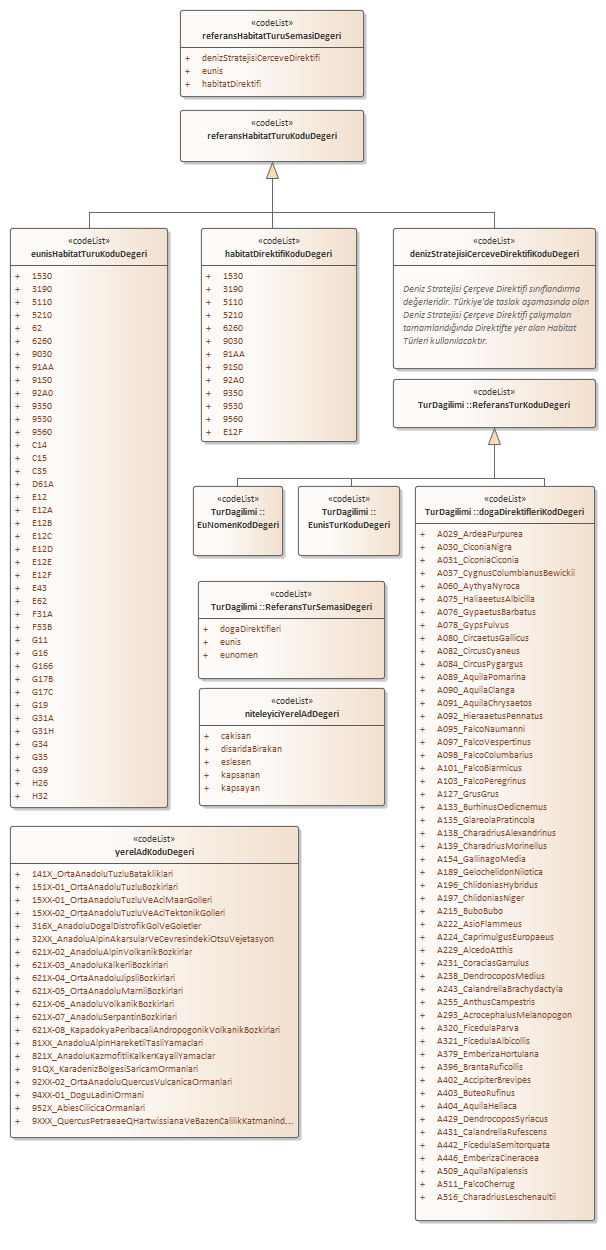 «codeList»
referansHabitatTuruSemasiDegeri
+ denizStratejisiCerceveDirektifi
+ eunis
+ habitatDirektifi
«codeList»
referansHabitatTuruKoduDegeri
«codeList»
eunisHabitatTuruKoduDegeri
+ 1530
+ 3190
+ 5110
+ 5210
+ 62
+ 6260
+ 9030
+ 91AA
+ 91S0
+ 92A0
+ 9350
+ 9530
+ 9560
+ C14
+ C15
+ C35
+ D61A
+ E12
+ E12A
+ E12B
+ E12C
+ E12D
+ E12E
+ E12F
+ E43
+ E62
+ F31A
+ F53B
+ G11
+ G16
+ G166
+ G17B
+ G17C
+ G19
+ G31A
+ G31H
+ G34
+ G35
+ G39
+ H26
+ H32
«codeList»
habitatDirektifiKoduDegeri
+ 1530
+ 3190
+ 5110
+ 5210
+ 6260
+ 9030
+ 91AA
+ 91S0
+ 92A0
+ 9350
+ 9530
+ 9560
+ E12F
«codeList»
denizStratejisiCerceveDirektifiKoduDegeri
Deniz Stratejisi Çerçeve Direktifi sınıflandırma
değerleridir. Türkiye'de taslak aşamasında olan
Deniz Stratejisi Çerçeve Direktifi çalışmaları
tamamlandığında Direktifte yer alan Habitat
Türleri kullanılacaktır.
«codeList»
TurDagilimi ::ReferansTurKoduDegeri
«codeList»
TurDagilimi ::
EuNomenKodDegeri
«codeList»
TurDagilimi ::
EunisTurKoduDegeri
«codeList»
TurDagilimi ::dogaDirektifleriKodDegeri
+ A029_ArdeaPurpurea
+ A030_CiconiaNigra
+ A031_CiconiaCiconia
+ A037_CygnusColumbianusBewickii
+ A060_AythyaNyroca
+ A075_HaliaeetusAlbicilla
+ A076_GypaetusBarbatus
+ A078_GypsFulvus
+ A080_CircaetusGallicus
+ A082_CircusCyaneus
+ A084_CircusPygargus
+ A089_AquilaPomarina
+ A090_AquilaClanga
+ A091_AquilaChrysaetos
+ A092_HieraaetusPennatus
+ A095_FalcoNaumanni
+ A097_FalcoVespertinus
+ A098_FalcoColumbarius
+ A101_FalcoBiarmicus
+ A103_FalcoPeregrinus
+ A127_GrusGrus
+ A133_BurhinusOedicnemus
+ A135_GlareolaPratincola
+ A138_CharadriusAlexandrinus
+ A139_CharadriusMorinellus
+ A154_GallinagoMedia
+ A189_GelochelidonNilotica
+ A196_ChlidoniasHybridus
+ A197_ChlidoniasNiger
+ A215_BuboBubo
+ A222_AsioFlammeus
+ A224_CaprimulgusEuropaeus
+ A229_AlcedoAtthis
+ A231_CoraciasGarrulus
+ A238_DendrocoposMedius
+ A243_CalandrellaBrachydactyla
+ A255_AnthusCampestris
+ A293_AcrocephalusMelanopogon
+ A320_FicedulaParva
+ A321_FicedulaAlbicollis
+ A379_EmberizaHortulana
+ A396_BrantaRuficollis
+ A402_AccipiterBrevipes
+ A403_ButeoRufinus
+ A404_AquilaHeliaca
+ A429_DendrocoposSyriacus
+ A431_CalandrellaRufescens
+ A442_FicedulaSemitorquata
+ A446_EmberizaCineracea
+ A509_AquilaNipalensis
+ A511_FalcoCherrug
+ A516_CharadriusLeschenaultii
«codeList»
TurDagilimi ::ReferansTurSemasiDegeri
+ dogaDirektifleri
+ eunis
+ eunomen
«codeList»
niteleyiciYerelAdDegeri
+ cakisan
+ disaridaBirakan
+ eslesen
+ kapsanan
+ kapsayan
«codeList»
yerelAdKoduDegeri
+ 141X_OrtaAnadoluTuzluBatakliklari
+ 151X-01_OrtaAnadoluTuzluBozkirlari
+ 15XX-01_OrtaAnadoluTuzluVeAciMaarGolleri
+ 15XX-02_OrtaAnadoluTuzluVeAciTektonikGolleri
+ 316X_AnadoluDogalDistrofikGolVeGoletler
+ 32XX_AnadoluAlpinAkarsularVeCevresindekiOtsuVejetasyon
+ 621X-02_AnadoluAlpinVolkanikBozkirlar
+ 621X-03_AnadoluKalkerliBozkirlari
+ 621X-04_OrtaAnadoluJipsliBozkirlari
+ 621X-05_OrtaAnadoluMarnliBozkirlari
+ 621X-06_AnadoluVolkanikBozkirlari
+ 621X-07_AnadoluSerpantinBozkirlari
+ 621X-08_KapadokyaPeribacaliAndropogonikVolkanikBozkirlari
+ 81XX_AnadoluAlpinHareketliTasliYamaclari
+ 821X_AnadoluKazmofitliKalkerKayaliYamaclar
+ 91QX_KaradenizBolgesiSaricamOrmanlari
+ 92XX-02_OrtaAnadoluQuercusVulcanicaOrmanlari
+ 94XX-01_DoguLadiniOrmani
+ 952X_AbiesCilicicaOrmanlari
+ 9XXX_QuercusPetraeaeQHartwissianaVeBazenCalilikKatmanind...